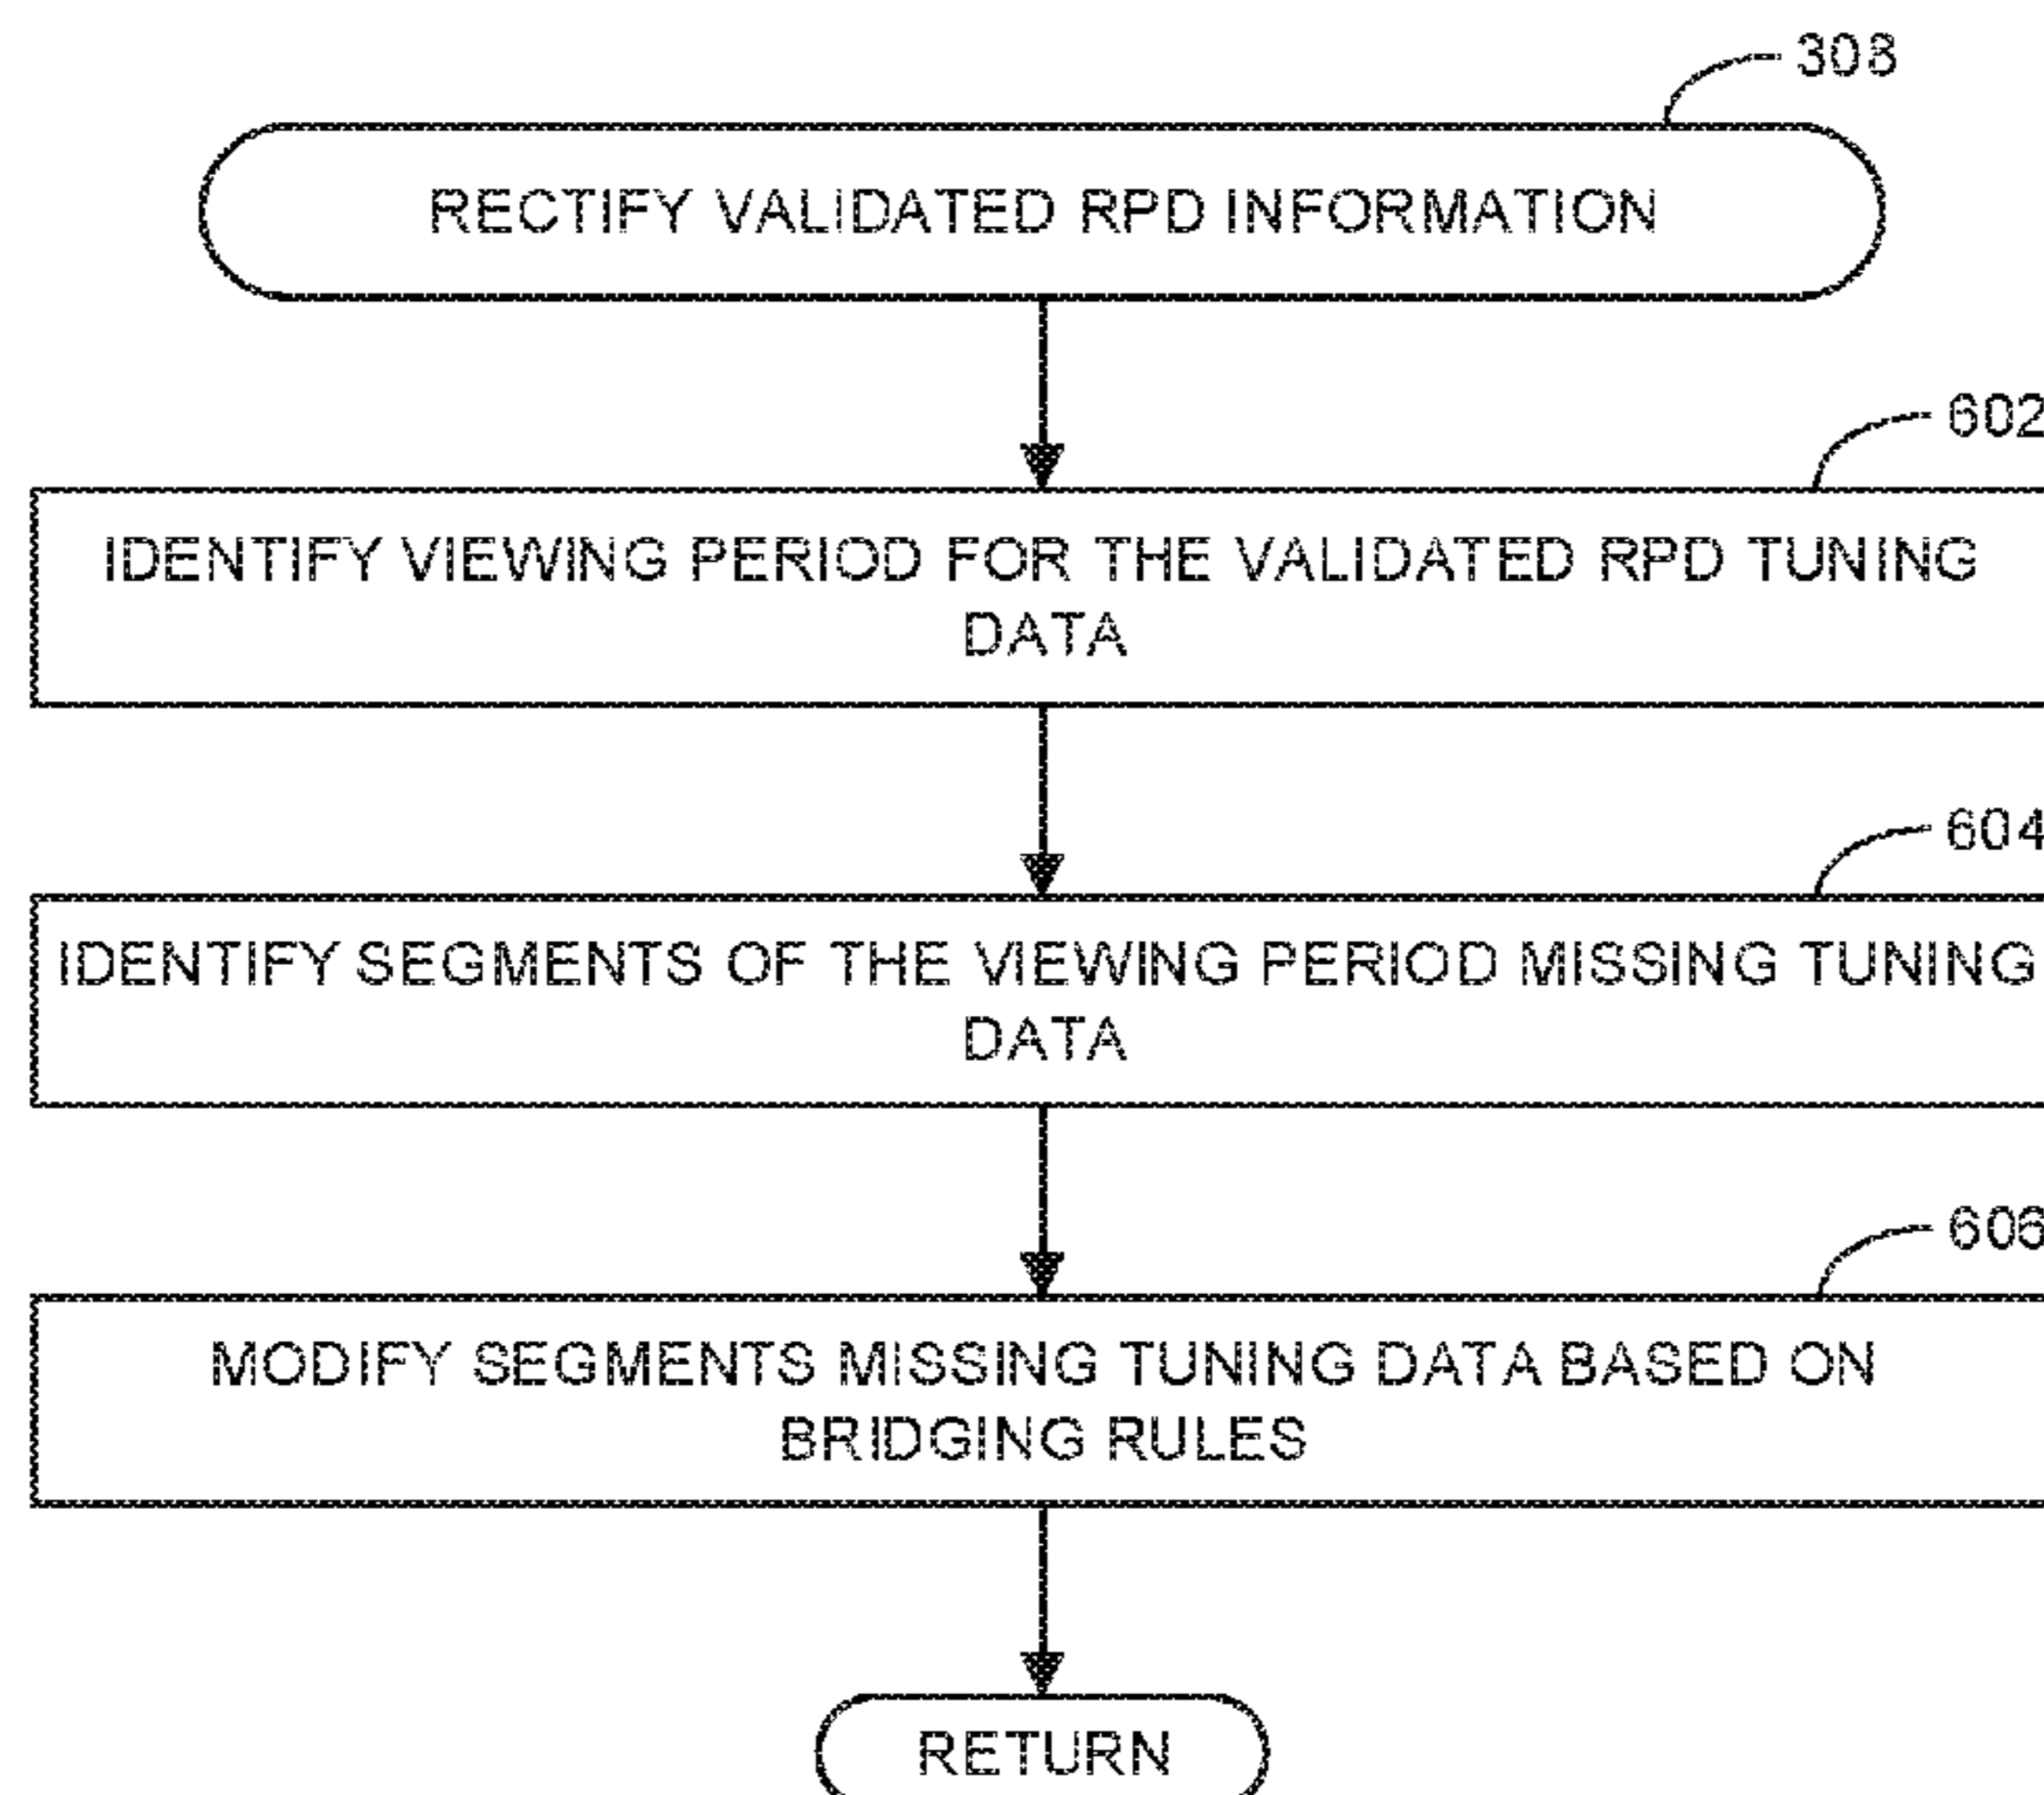 308
RECTIFY VALIDATED RPD INFORMATION
602
IDENTIFY VIEWING PERIOD FOR THE VALIDATED RPD TUNING
DATA
604
IDENTIFY SEGMENTS OF THE VIEWING PERIOD MISSING TUNING
DATA
606
MODIFY SEGMENTS MISSING TUNING DATA BASED ON
BRIDGING RULES
RETURN